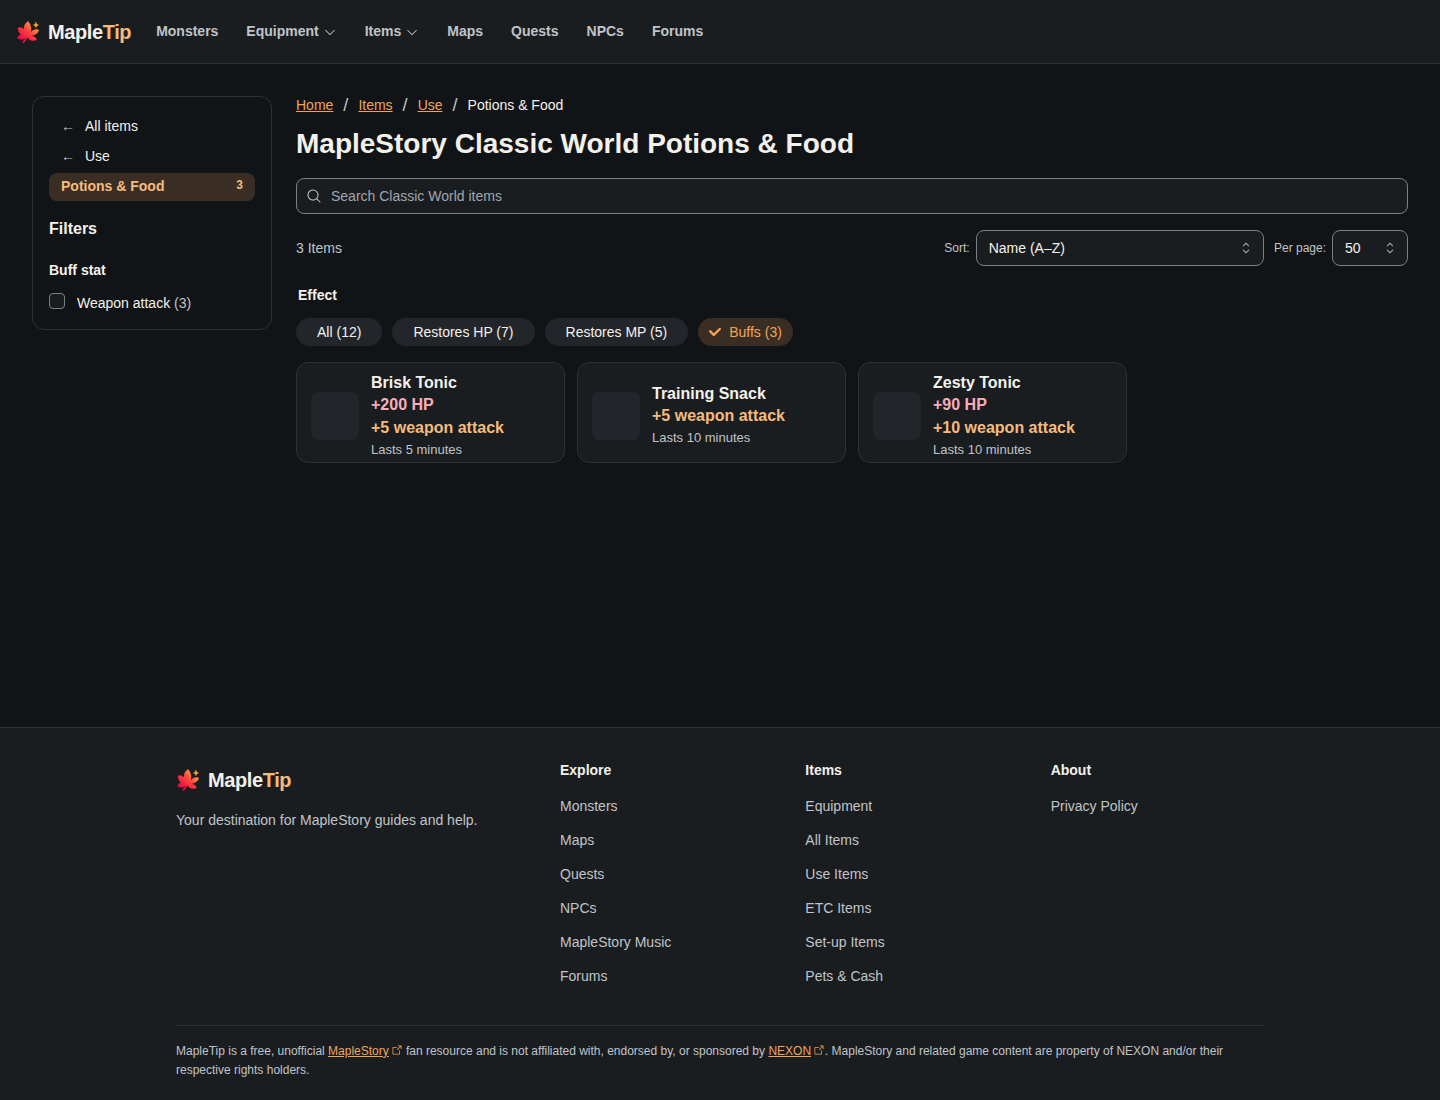 MapleTip Monsters Equipment Items Maps Quests NPCs Forums
← All items
← Use
Potions & Food 3
Filters
Buff stat
Weapon attack (3)
Home / Items / Use / Potions & Food
MapleStory Classic World Potions & Food
Search Classic World items
3 Items Sort: Name (A–Z) Per page: 50
Effect
All (12) Restores HP (7) Restores MP (5) Buffs (3)
Brisk Tonic
+200 HP
+5 weapon attack
Lasts 5 minutes
Training Snack
+5 weapon attack
Lasts 10 minutes
Zesty Tonic
+90 HP
+10 weapon attack
Lasts 10 minutes
MapleTip
Your destination for MapleStory guides and help.
Explore
Monsters
Maps
Quests
NPCs
MapleStory Music
Forums
Items
Equipment
All Items
Use Items
ETC Items
Set-up Items
Pets & Cash
About
Privacy Policy
MapleTip is a free, unofficial MapleStory fan resource and is not affiliated with, endorsed by, or sponsored by NEXON. MapleStory and related game content are property of NEXON and/or their
respective rights holders.